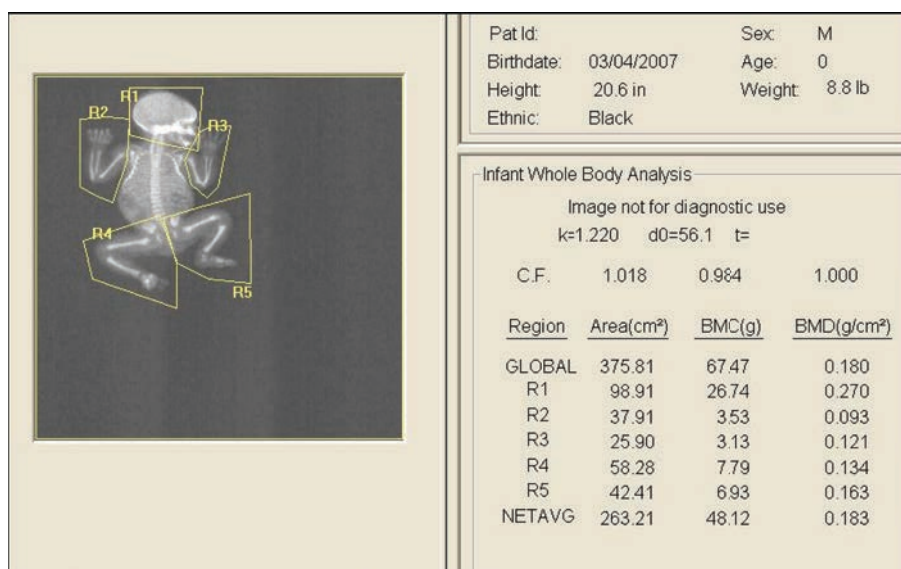 R1
R2
R3
R4
R5
Pat Id: Sex: M
Birthdate: 03/04/2007 Age: 0
Height: 20.6 in Weight: 8.8 lb
Ethnic: Black
Infant Whole Body Analysis
Image not for diagnostic use
k=1.220 d0=56.1 t=
C.F. 1.018 0.984 1.000
Region Area(cm²) BMC(g) BMD(g/cm²)
GLOBAL 375.81 67.47 0.180
R1 98.91 26.74 0.270
R2 37.91 3.53 0.093
R3 25.90 3.13 0.121
R4 58.28 7.79 0.134
R5 42.41 6.93 0.163
NETAVG 263.21 48.12 0.183